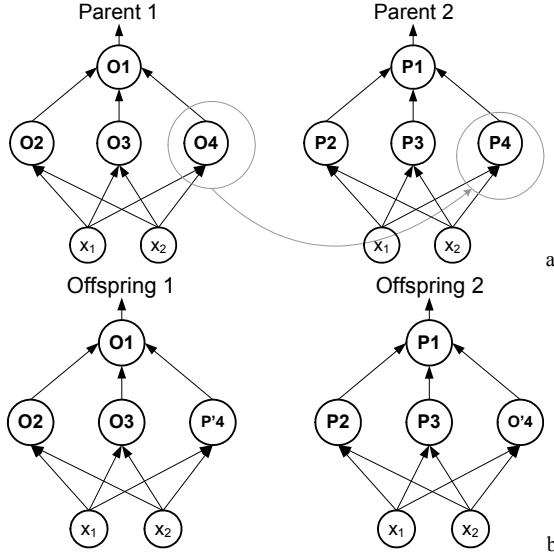 Parent 1 Parent 2
O1 P1
O2 O3 O4 P2 P3 P4
x1 x2 x1 x2
a
Offspring 1 Offspring 2
O1 P1
O2 O3 P'4 P2 P3 O'4
x1 x2 x1 x2
b